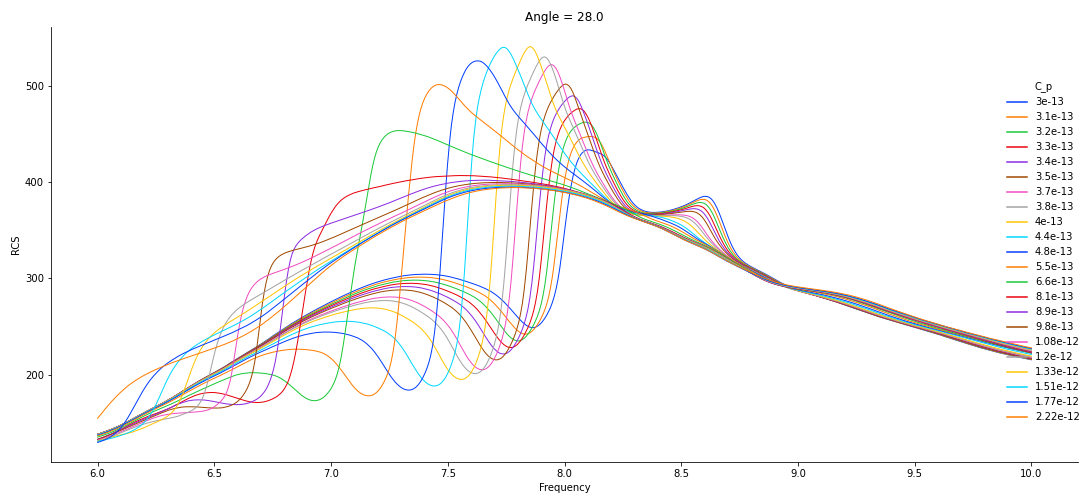 Angle = 28.0
RCS
500
400
300
200
6.0
6.5
7.0
7.5
8.0
8.5
9.0
9.5
10.0
Frequency
C_p
3e-13
3.1e-13
3.2e-13
3.3e-13
3.4e-13
3.5e-13
3.7e-13
3.8e-13
4e-13
4.4e-13
4.8e-13
5.5e-13
6.6e-13
8.1e-13
8.9e-13
9.8e-13
1.08e-12
1.2e-12
1.33e-12
1.51e-12
1.77e-12
2.22e-12